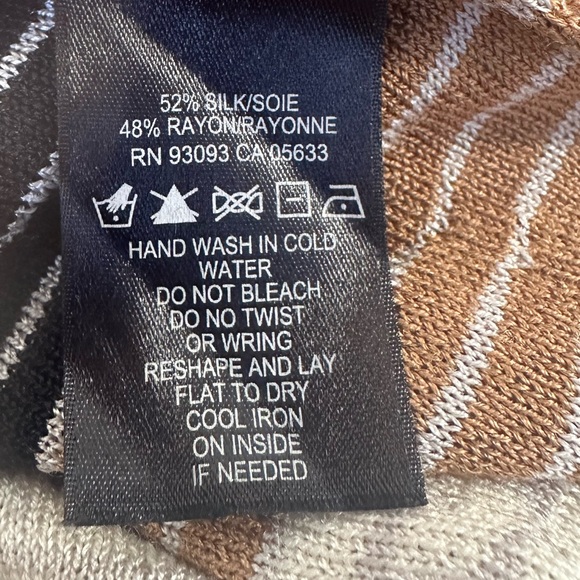 52% SILK/SOIE
48% RAYON/RAYONNE
RN 93093 CA 05633
HAND WASH IN COLD
WATER
DO NOT BLEACH
DO NO TWIST
OR WRING
RESHAPE AND LAY
FLAT TO DRY
COOL IRON
ON INSIDE
IF NEEDED